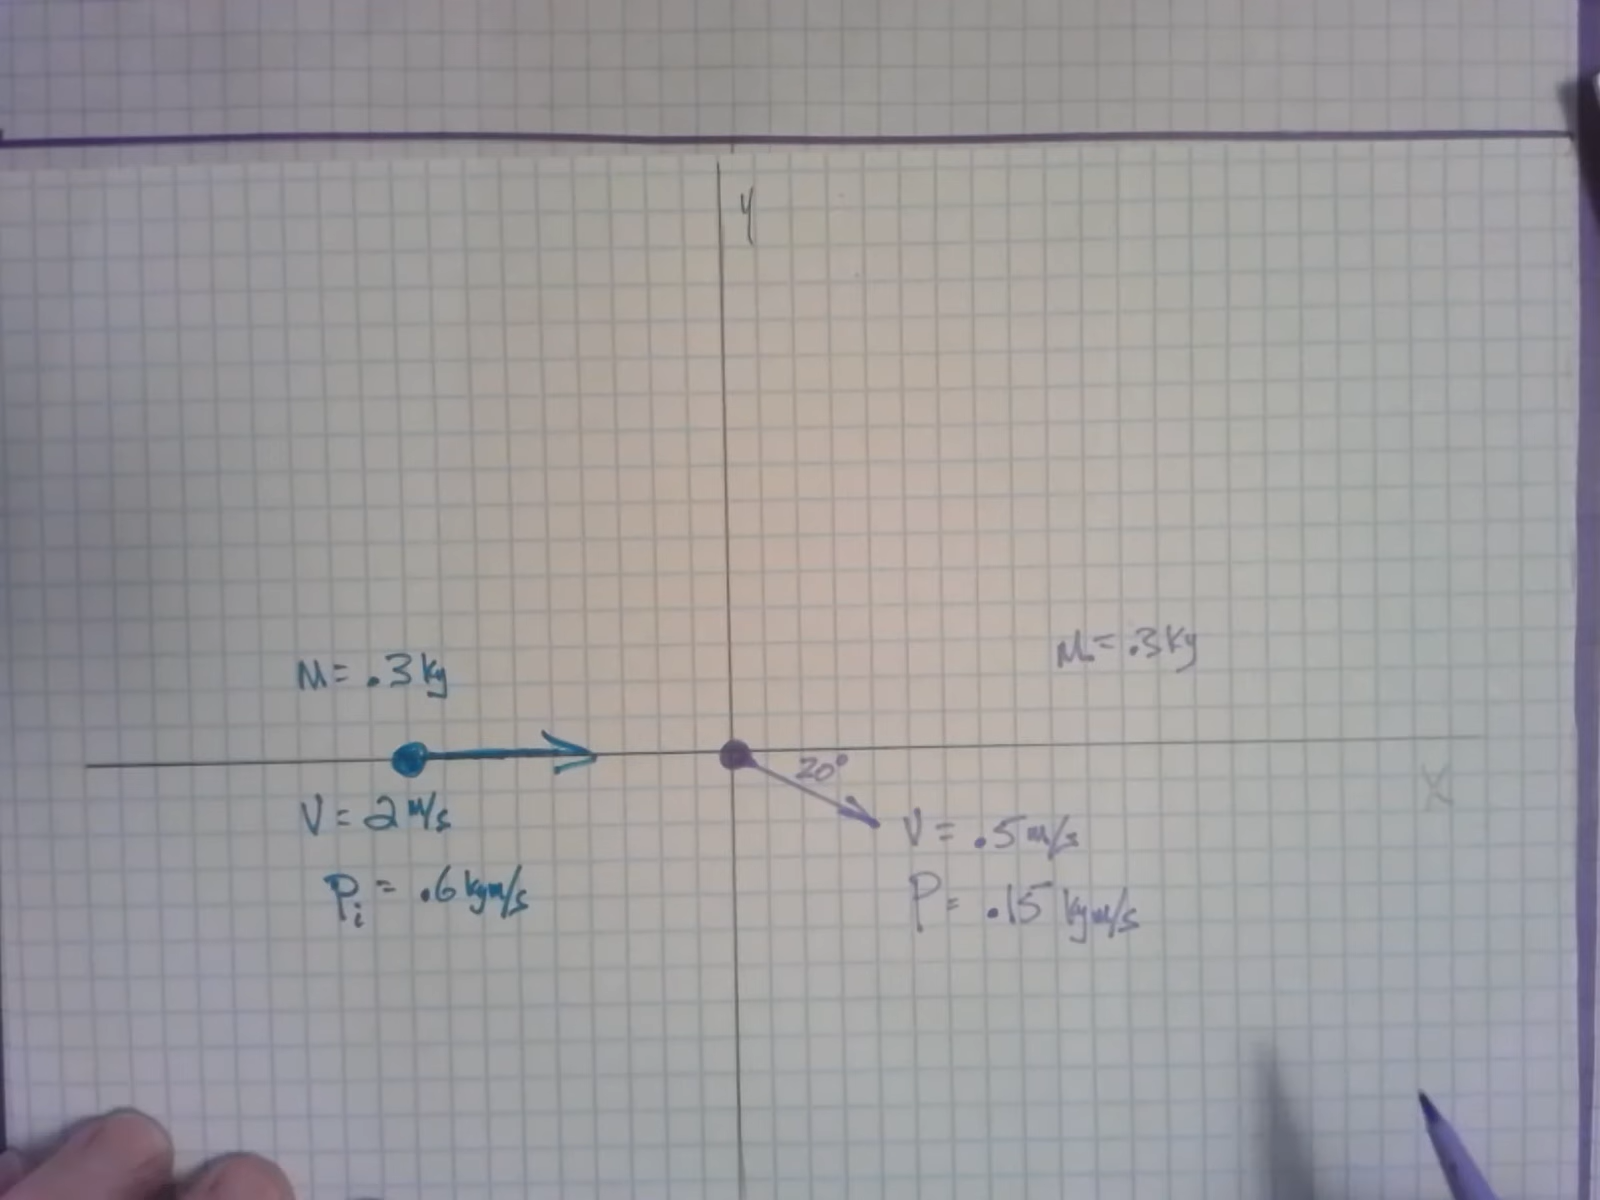 y
M = .3 kg
M = .3 kg
20°
x
V = 2 m/s
V = .5 m/s
Pi = .6 kgm/s
P = .15 kgm/s